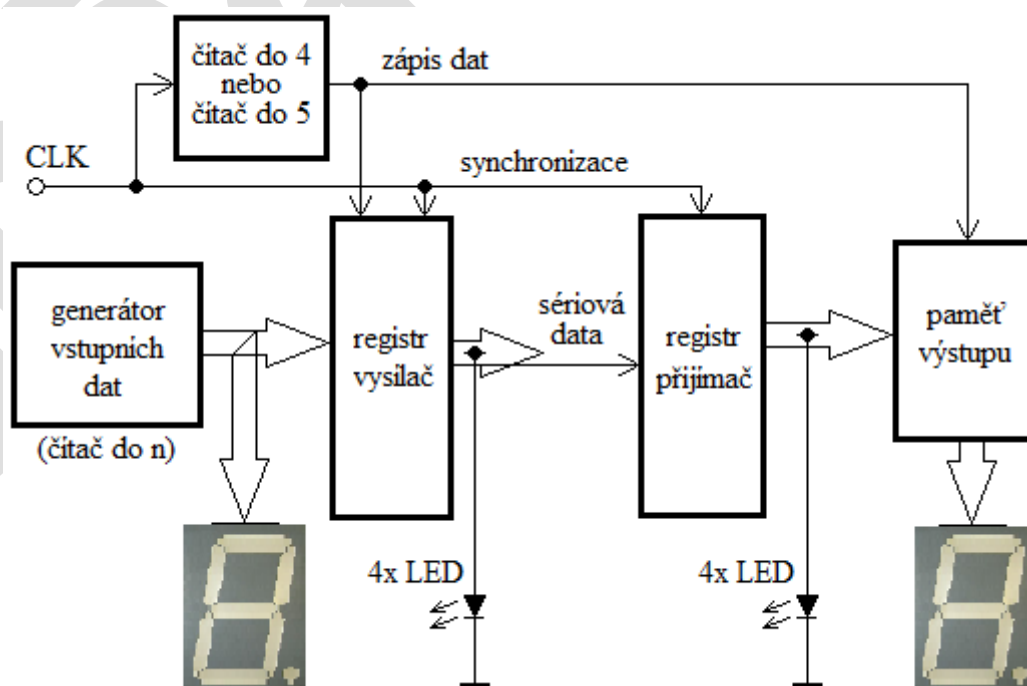 čítač do 4
nebo
čítač do 5
zápis dat
CLK
synchronizace
generátor
vstupních
dat
(čítač do n)
registr
vysílač
sériová
data
registr
přijímač
paměť
výstupu
4x LED
4x LED